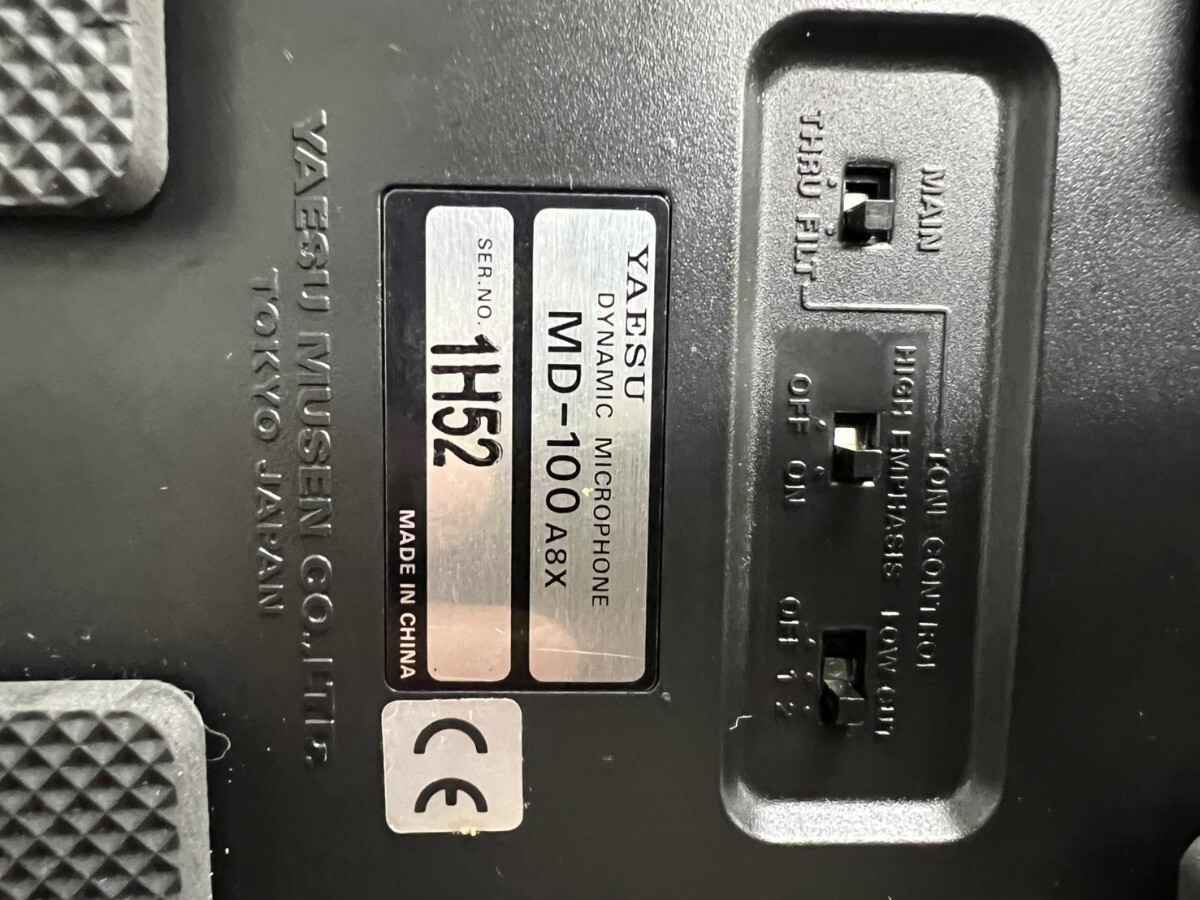 MAIN
THRU FILT
TONE CONTROL
HIGH EMPHASIS
OFF ON
LOW CUT
OFF 1 2
YAESU
DYNAMIC MICROPHONE
MD-100A8X
SER.NO. 1H52
MADE IN CHINA
CE
YAESU MUSEN CO.,LTD.
TOKYO JAPAN